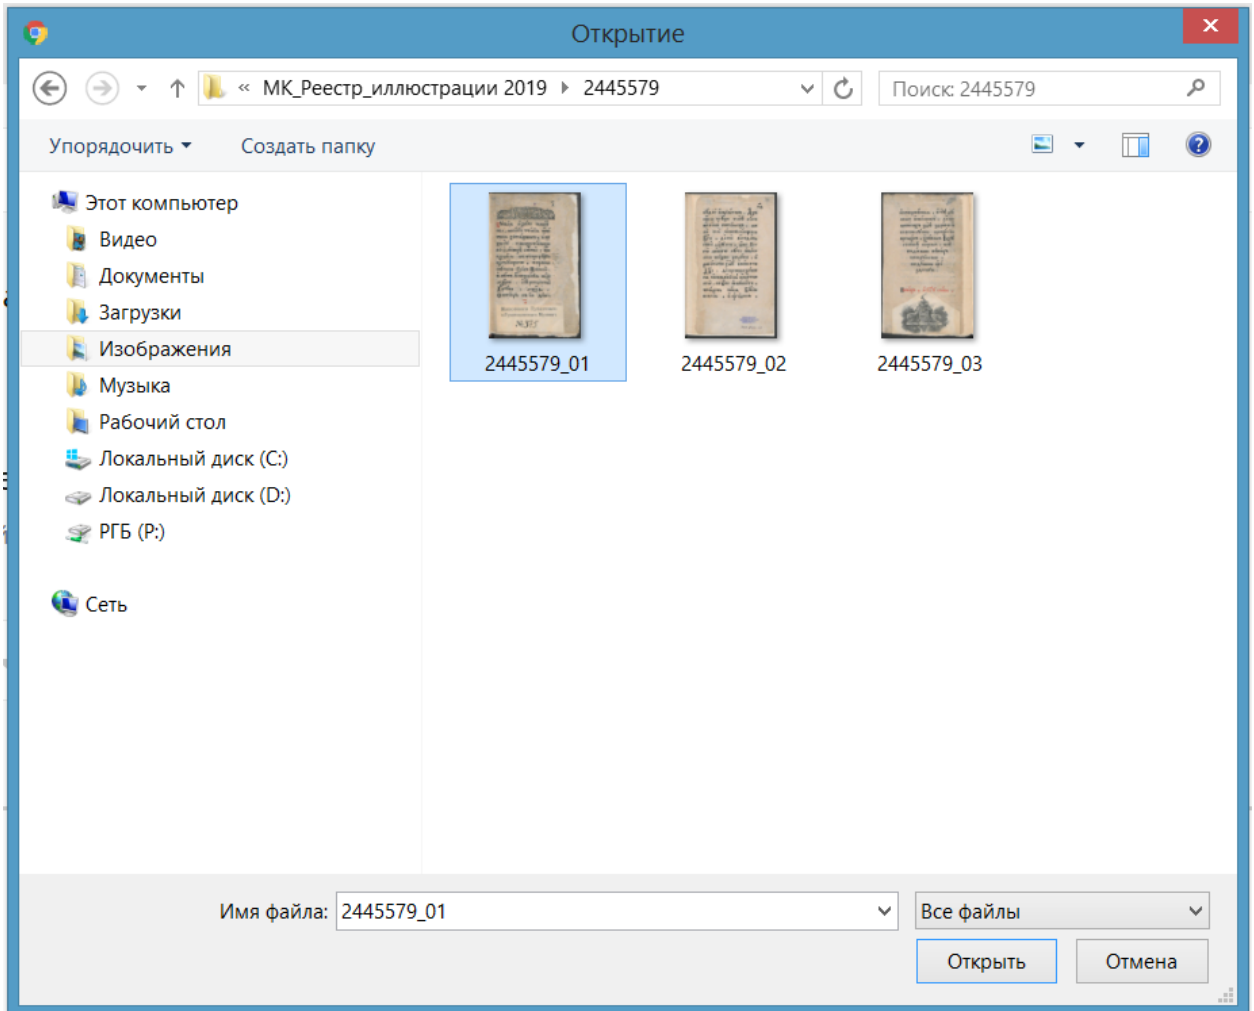 Открытие
« МК_Реестр_иллюстрации 2019 2445579
Поиск: 2445579
Упорядочить Создать папку
Этот компьютер
Видео
Документы
Загрузки
Изображения
Музыка
Рабочий стол
Локальный диск (C:)
Локальный диск (D:)
РГБ (P:)
Сеть
2445579_01 2445579_02 2445579_03
Имя файла: 2445579_01
Все файлы
Открыть Отмена